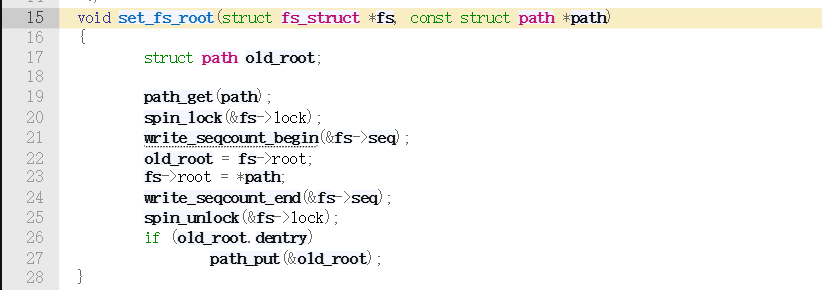 15 void set_fs_root(struct fs_struct *fs, const struct path *path)
16 {
17 struct path old_root;
18
19 path_get(path);
20 spin_lock(&fs->lock);
21 write_seqcount_begin(&fs->seq);
22 old_root = fs->root;
23 fs->root = *path;
24 write_seqcount_end(&fs->seq);
25 spin_unlock(&fs->lock);
26 if (old_root.dentry)
27 path_put(&old_root);
28 }